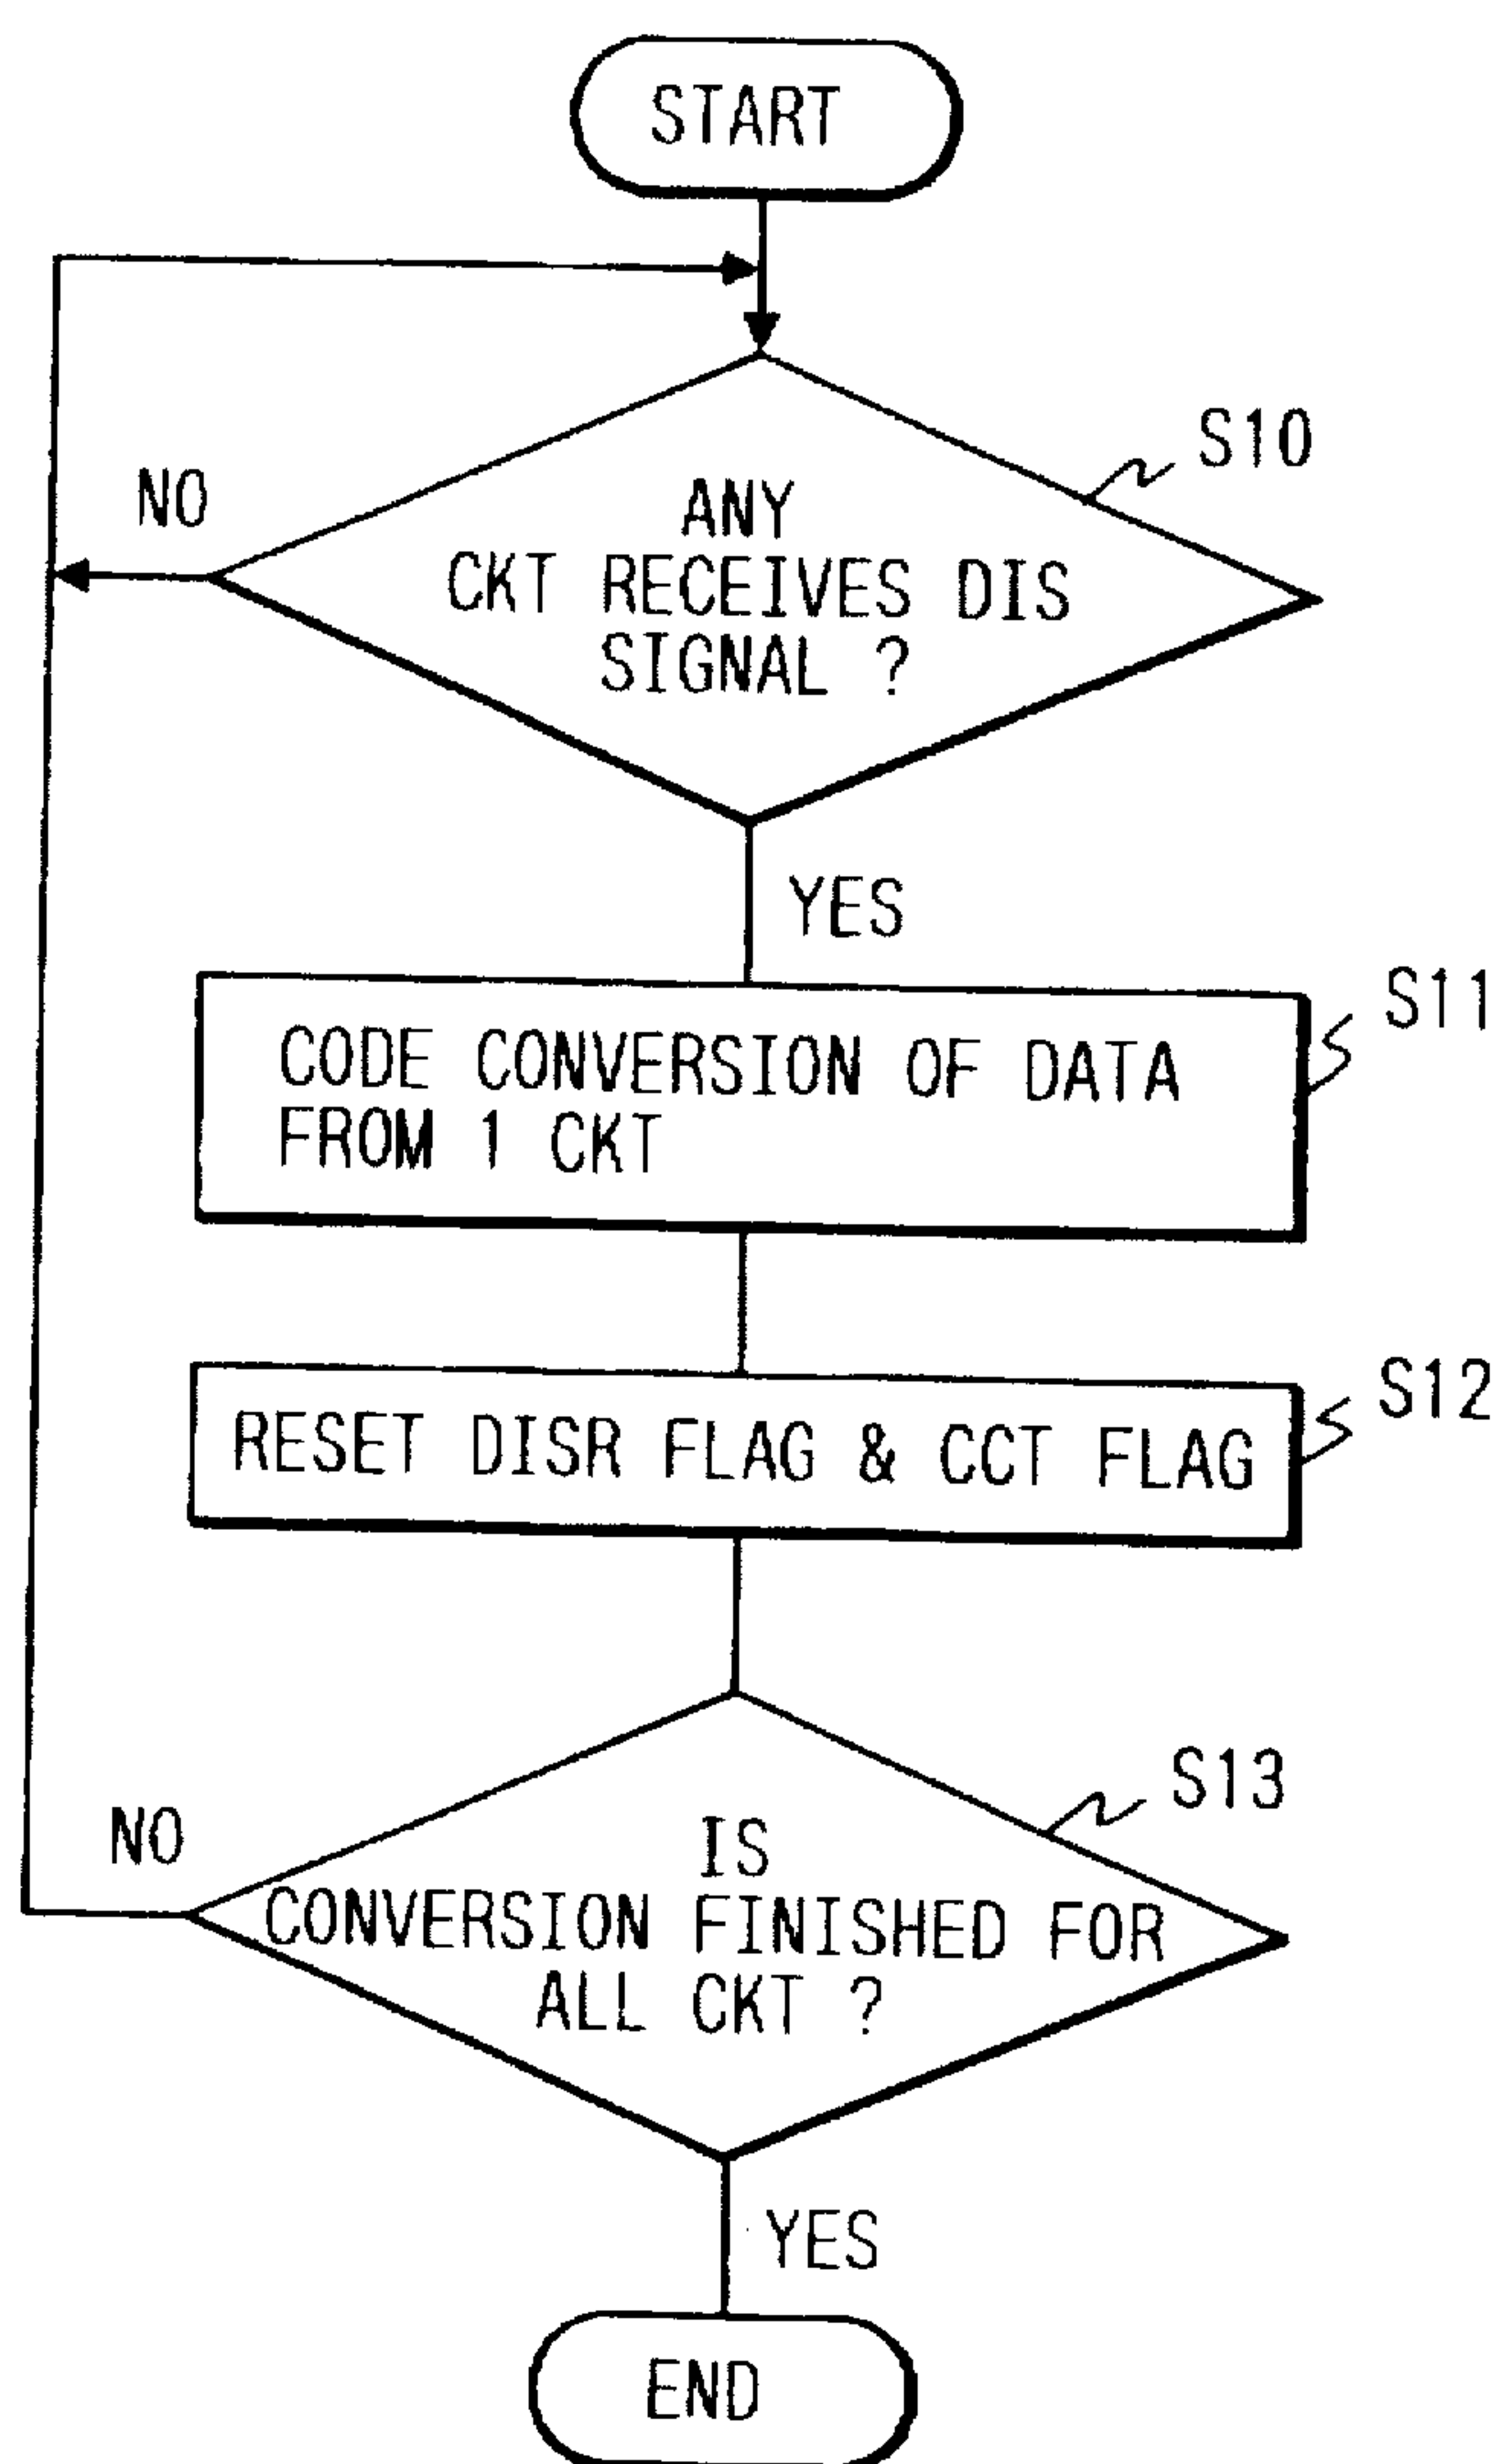 START
S10
NO
ANY
CKT RECEIVES DIS
SIGNAL ?
YES
S11
CODE CONVERSION OF DATA
FROM 1 CKT
S12
RESET DISR FLAG & CCT FLAG
S13
NO
IS
CONVERSION FINISHED FOR
ALL CKT ?
YES
END